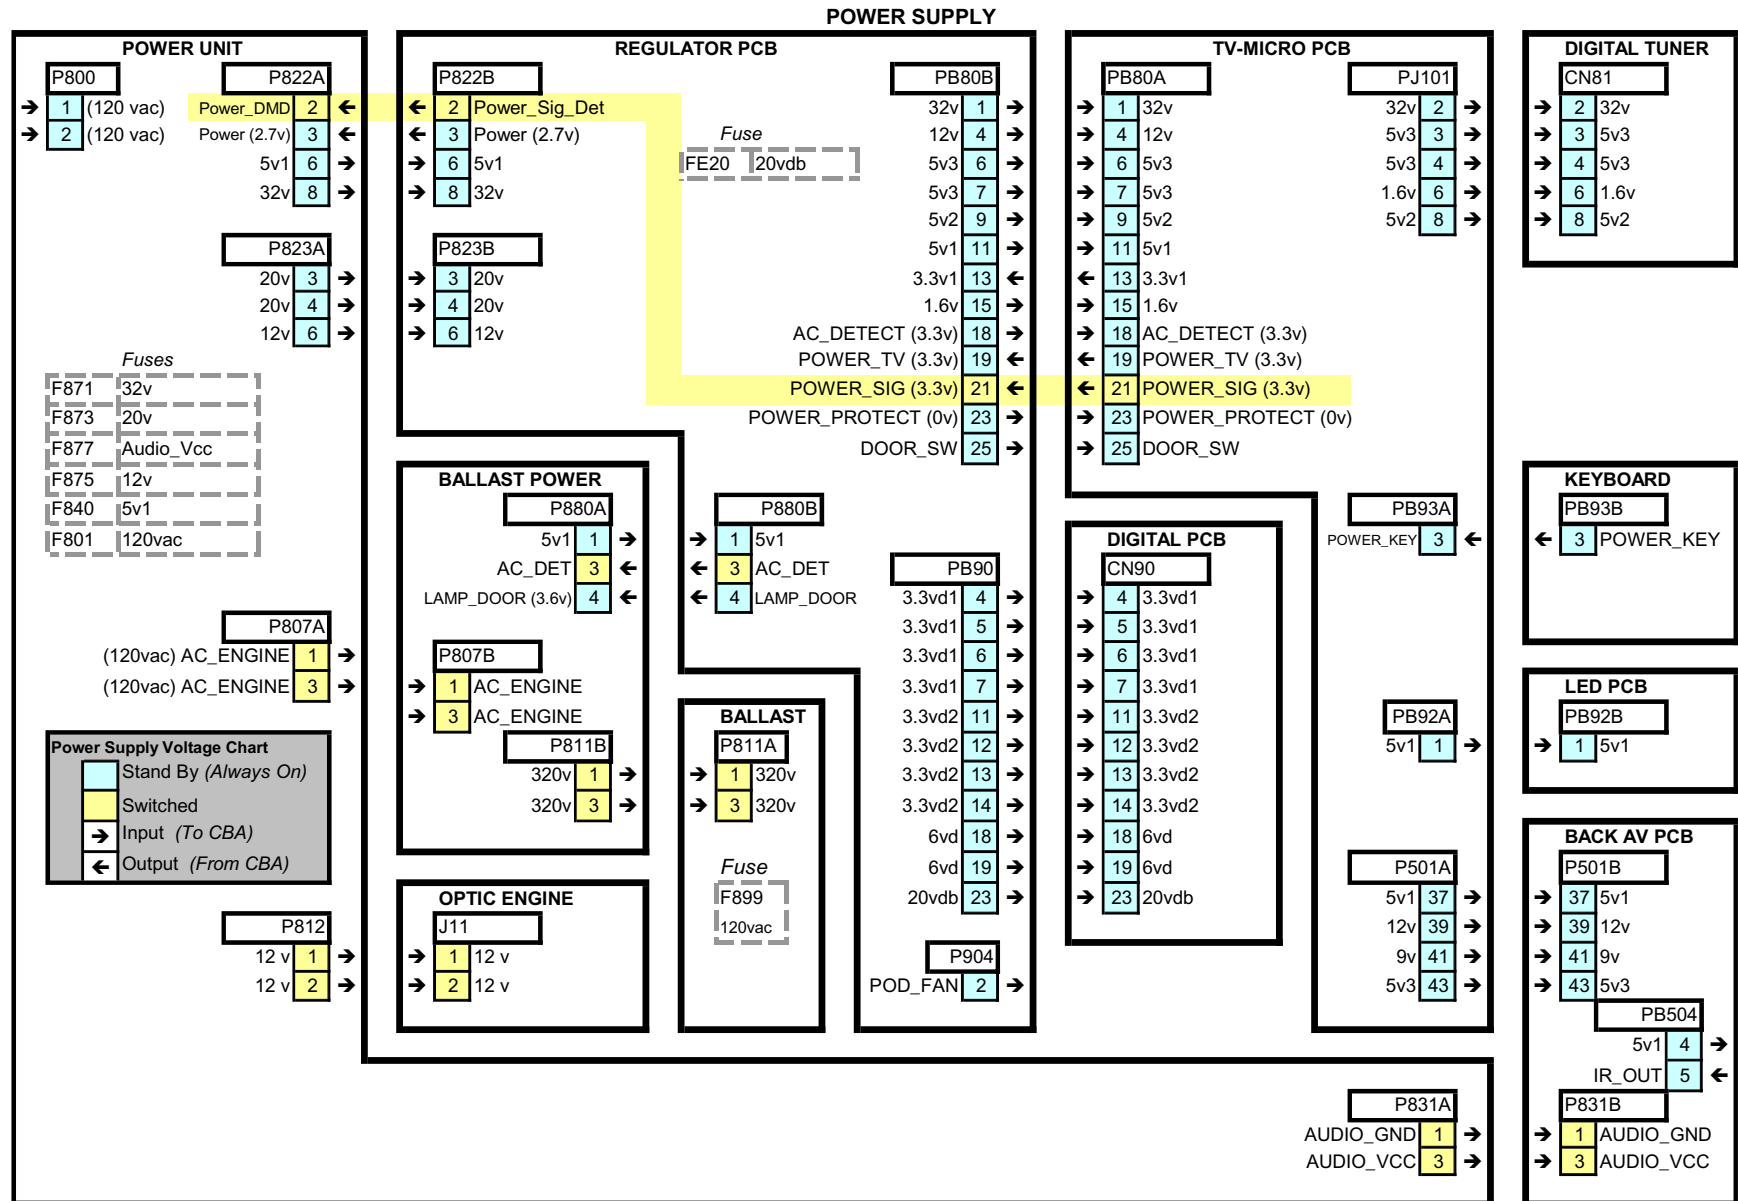 POWER SUPPLY
POWER UNIT
P800
1 (120 vac)
2 (120 vac)
P822A
Power_DMD 2
Power (2.7v) 3
5v1 6
32v 8
P823A
20v 3
20v 4
12v 6
Fuses
F871 32v
F873 20v
F877 Audio_Vcc
F875 12v
F840 5v1
F801 120vac
P807A
(120vac) AC_ENGINE 1
(120vac) AC_ENGINE 3
Power Supply Voltage Chart
Stand By (Always On)
Switched
Input (To CBA)
Output (From CBA)
P812
12 v 1
12 v 2
REGULATOR PCB
P822B
2 Power_Sig_Det
3 Power (2.7v)
6 5v1
8 32v
P823B
3 20v
4 20v
6 12v
Fuse
FE20 20vdb
PB80B
32v 1
12v 4
5v3 6
5v3 7
5v2 9
5v1 11
3.3v1 13
1.6v 15
AC_DETECT (3.3v) 18
POWER_TV (3.3v) 19
POWER_SIG (3.3v) 21
POWER_PROTECT (0v) 23
DOOR_SW 25
P880B
1 5v1
3 AC_DET
4 LAMP_DOOR
PB90
3.3vd1 4
3.3vd1 5
3.3vd1 6
3.3vd1 7
3.3vd2 11
3.3vd2 12
3.3vd2 13
3.3vd2 14
6vd 18
6vd 19
20vdb 23
P904
POD_FAN 2
BALLAST POWER
P880A
5v1 1
AC_DET 3
LAMP_DOOR (3.6v) 4
P807B
1 AC_ENGINE
3 AC_ENGINE
P811B
320v 1
320v 3
OPTIC ENGINE
J11
1 12 v
2 12 v
BALLAST
P811A
1 320v
3 320v
Fuse
F899
120vac
TV-MICRO PCB
PB80A
1 32v
4 12v
6 5v3
7 5v3
9 5v2
11 5v1
13 3.3v1
15 1.6v
18 AC_DETECT (3.3v)
19 POWER_TV (3.3v)
21 POWER_SIG (3.3v)
23 POWER_PROTECT (0v)
25 DOOR_SW
PJ101
32v 2
5v3 3
5v3 4
1.6v 6
5v2 8
PB93A
POWER_KEY 3
PB92A
5v1 1
P501A
5v1 37
12v 39
9v 41
5v3 43
DIGITAL PCB
CN90
4 3.3vd1
5 3.3vd1
6 3.3vd1
7 3.3vd1
11 3.3vd2
12 3.3vd2
13 3.3vd2
14 3.3vd2
18 6vd
19 6vd
23 20vdb
P831A
AUDIO_GND 1
AUDIO_VCC 3
DIGITAL TUNER
CN81
2 32v
3 5v3
4 5v3
6 1.6v
8 5v2
KEYBOARD
PB93B
3 POWER_KEY
LED PCB
PB92B
1 5v1
BACK AV PCB
P501B
37 5v1
39 12v
41 9v
43 5v3
PB504
5v1 4
IR_OUT 5
P831B
1 AUDIO_GND
3 AUDIO_VCC